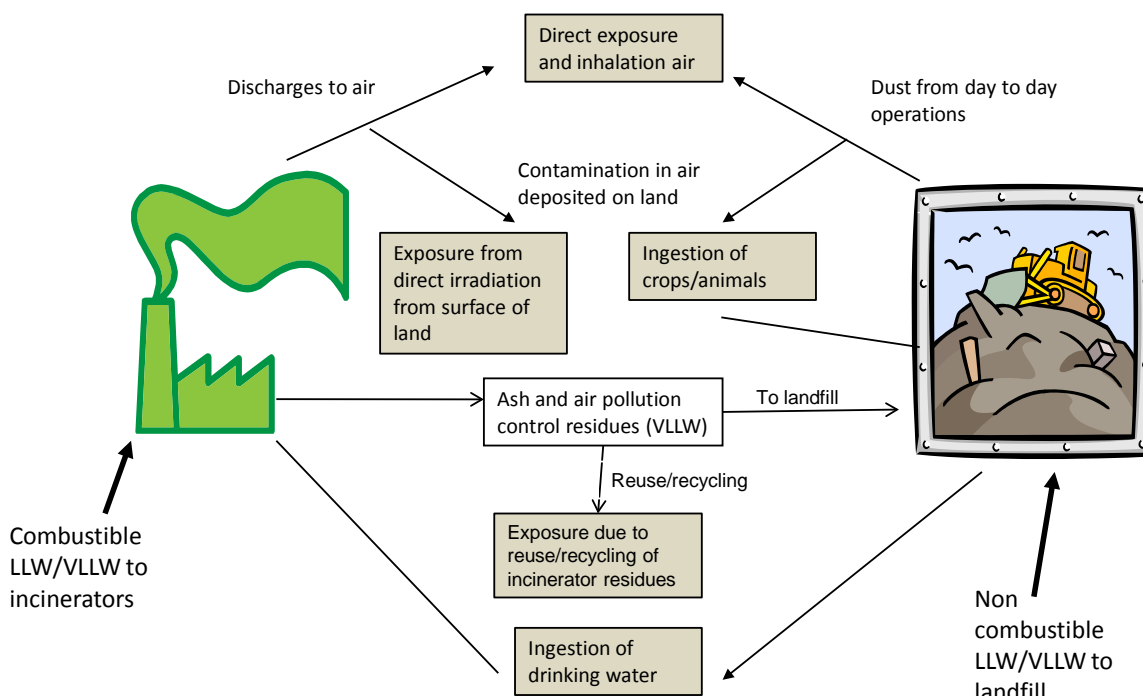 Direct exposure
and inhalation air
Discharges to air
Dust from day to day
operations
Contamination in air
deposited on land
Exposure from
direct irradiation
from surface of
land
Ingestion of
crops/animals
Ash and air pollution
control residues (VLLW)
To landfill
Reuse/recycling
Exposure due to
reuse/recycling of
incinerator residues
Combustible
LLW/VLLW to
incinerators
Ingestion of
drinking water
Non
combustible
LLW/VLLW to
landfill